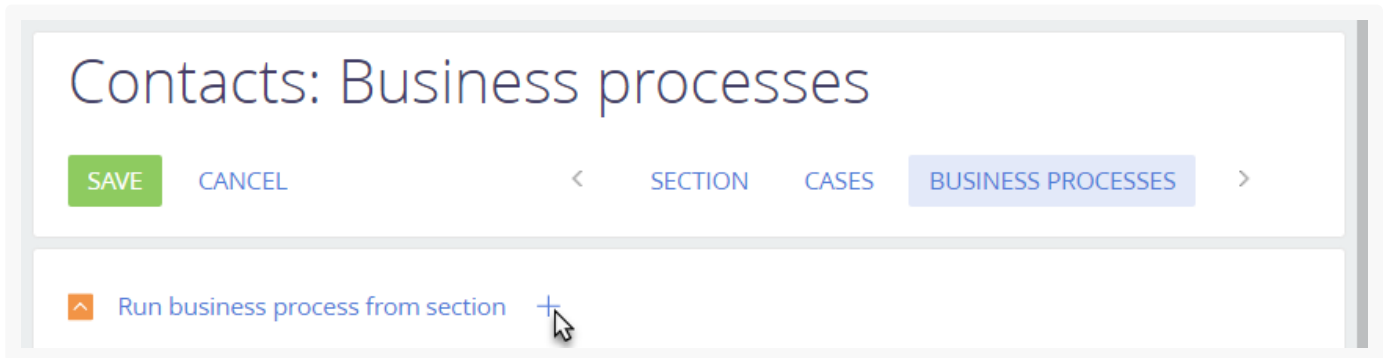 Contacts: Business processes
SAVE CANCEL SECTION CASES BUSINESS PROCESSES
Run business process from section